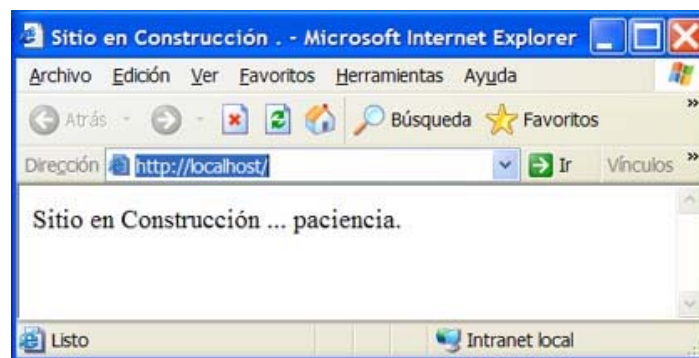 Sitio en Construcción . - Microsoft Internet Explorer
Archivo Edición Ver Favoritos Herramientas Ayuda
Atrás Búsqueda Favoritos »
Dirección http://localhost/ Ir Vínculos »
Sitio en Construcción ... paciencia.
Listo Intranet local